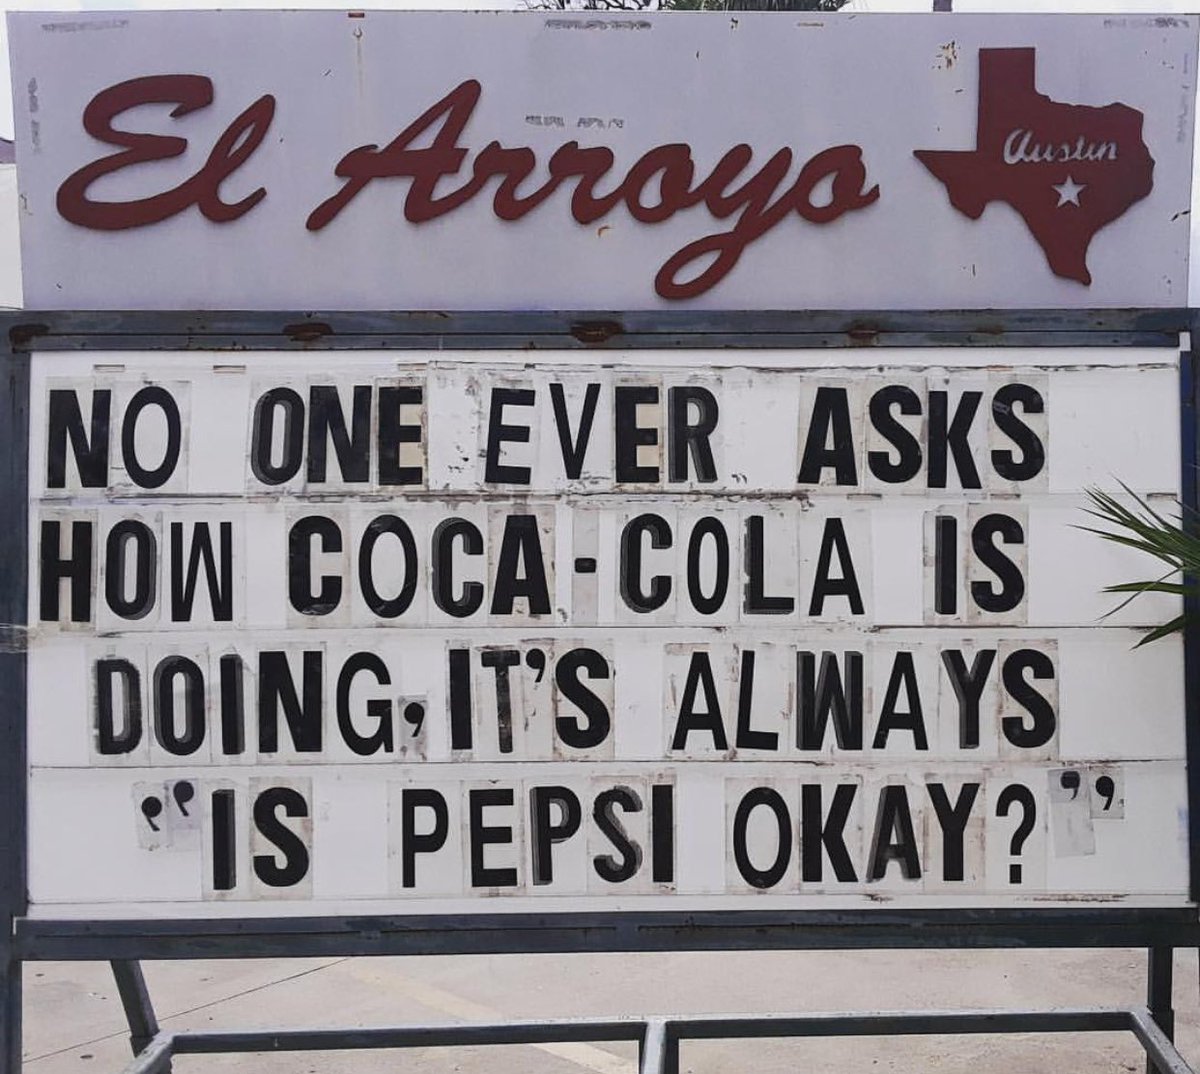 El Arroyo
Austin
NO ONE EVER ASKS
HOW COCA-COLA IS
DOING, IT'S ALWAYS
"IS PEPSI OKAY?"